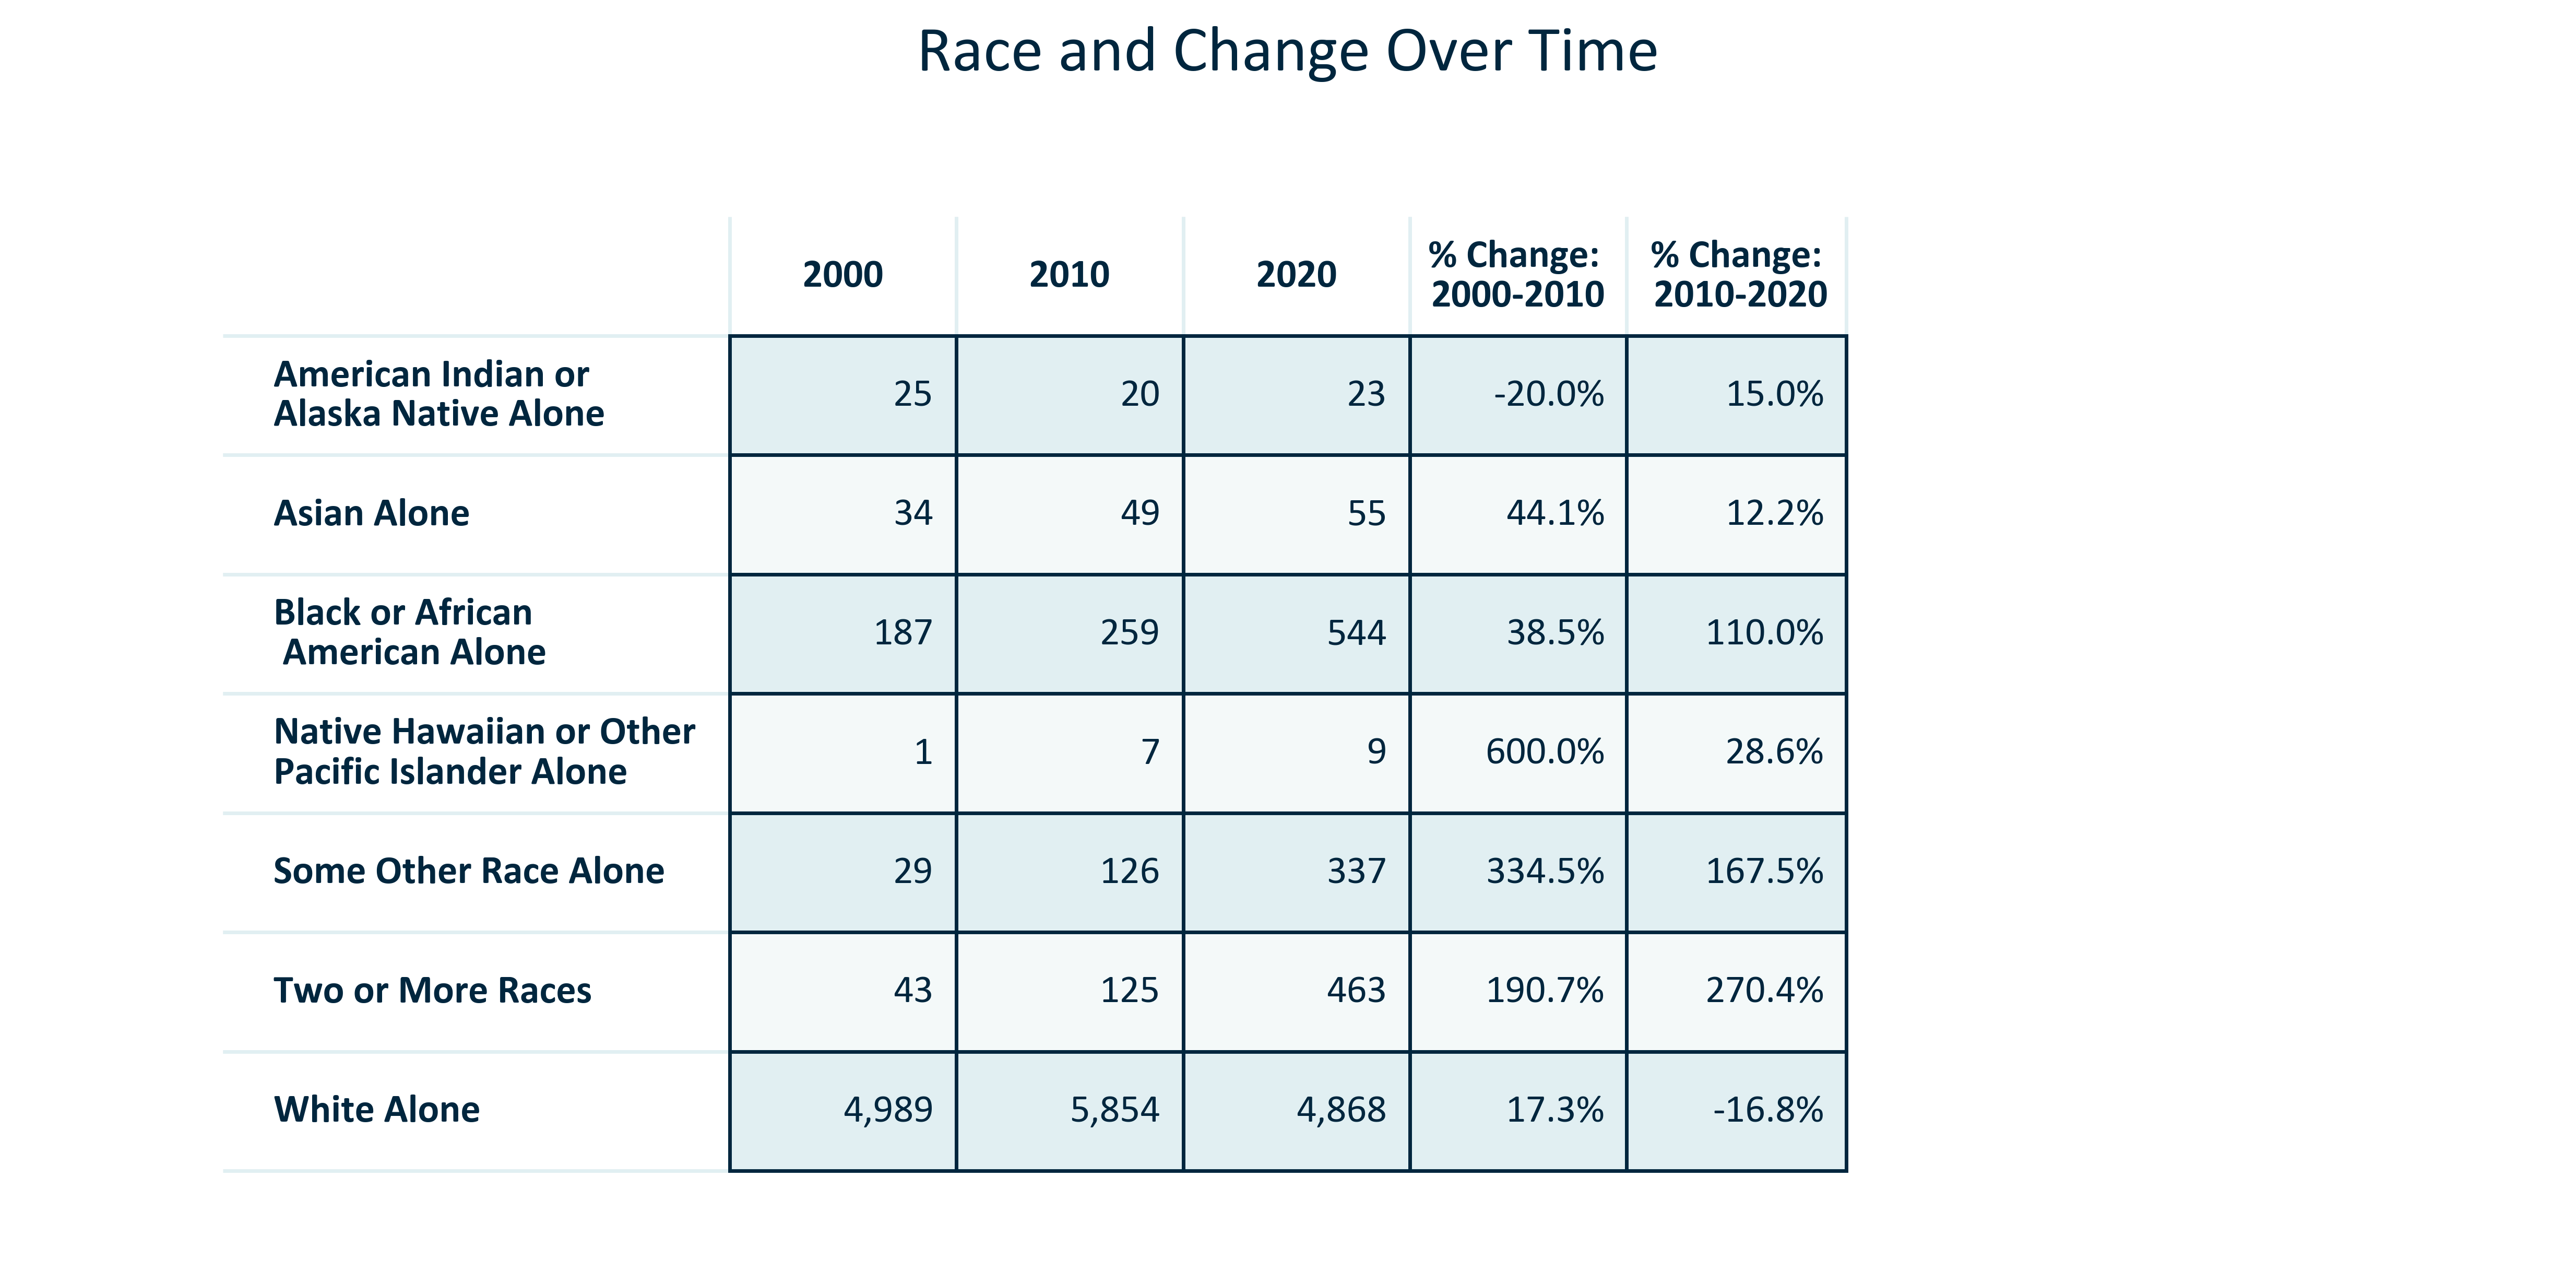 Race and Change Over Time
2000 2010 2020 % Change: 2000-2010 % Change: 2010-2020
American Indian or
Alaska Native Alone 25 20 23 -20.0% 15.0%
Asian Alone 34 49 55 44.1% 12.2%
Black or African
American Alone 187 259 544 38.5% 110.0%
Native Hawaiian or Other
Pacific Islander Alone 1 7 9 600.0% 28.6%
Some Other Race Alone 29 126 337 334.5% 167.5%
Two or More Races 43 125 463 190.7% 270.4%
White Alone 4,989 5,854 4,868 17.3% -16.8%